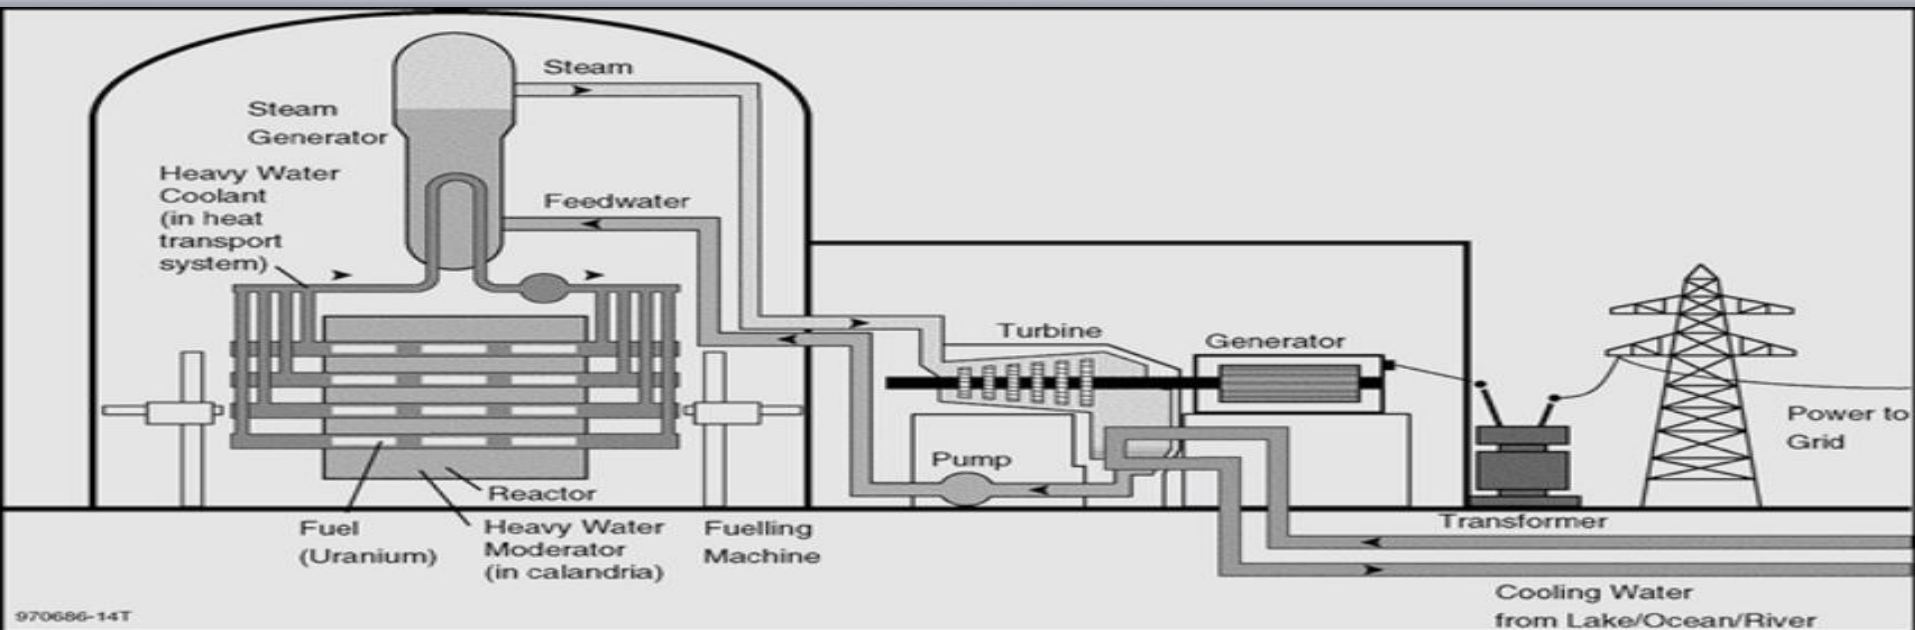 Steam
Steam
Generator
Heavy Water
Coolant
(in heat
transport
system)
Feedwater
Turbine
Generator
Power to
Grid
Pump
Reactor
Fuel
(Uranium)
Heavy Water
Moderator
(in calandria)
Fuelling
Machine
Transformer
Cooling Water
from Lake/Ocean/River
970686-14T